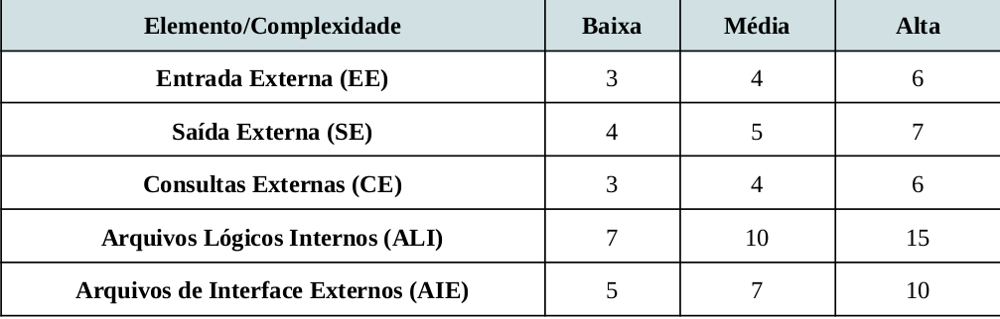 Elemento/Complexidade Baixa Média Alta
Entrada Externa (EE) 3 4 6
Saída Externa (SE) 4 5 7
Consultas Externas (CE) 3 4 6
Arquivos Lógicos Internos (ALI) 7 10 15
Arquivos de Interface Externos (AIE) 5 7 10